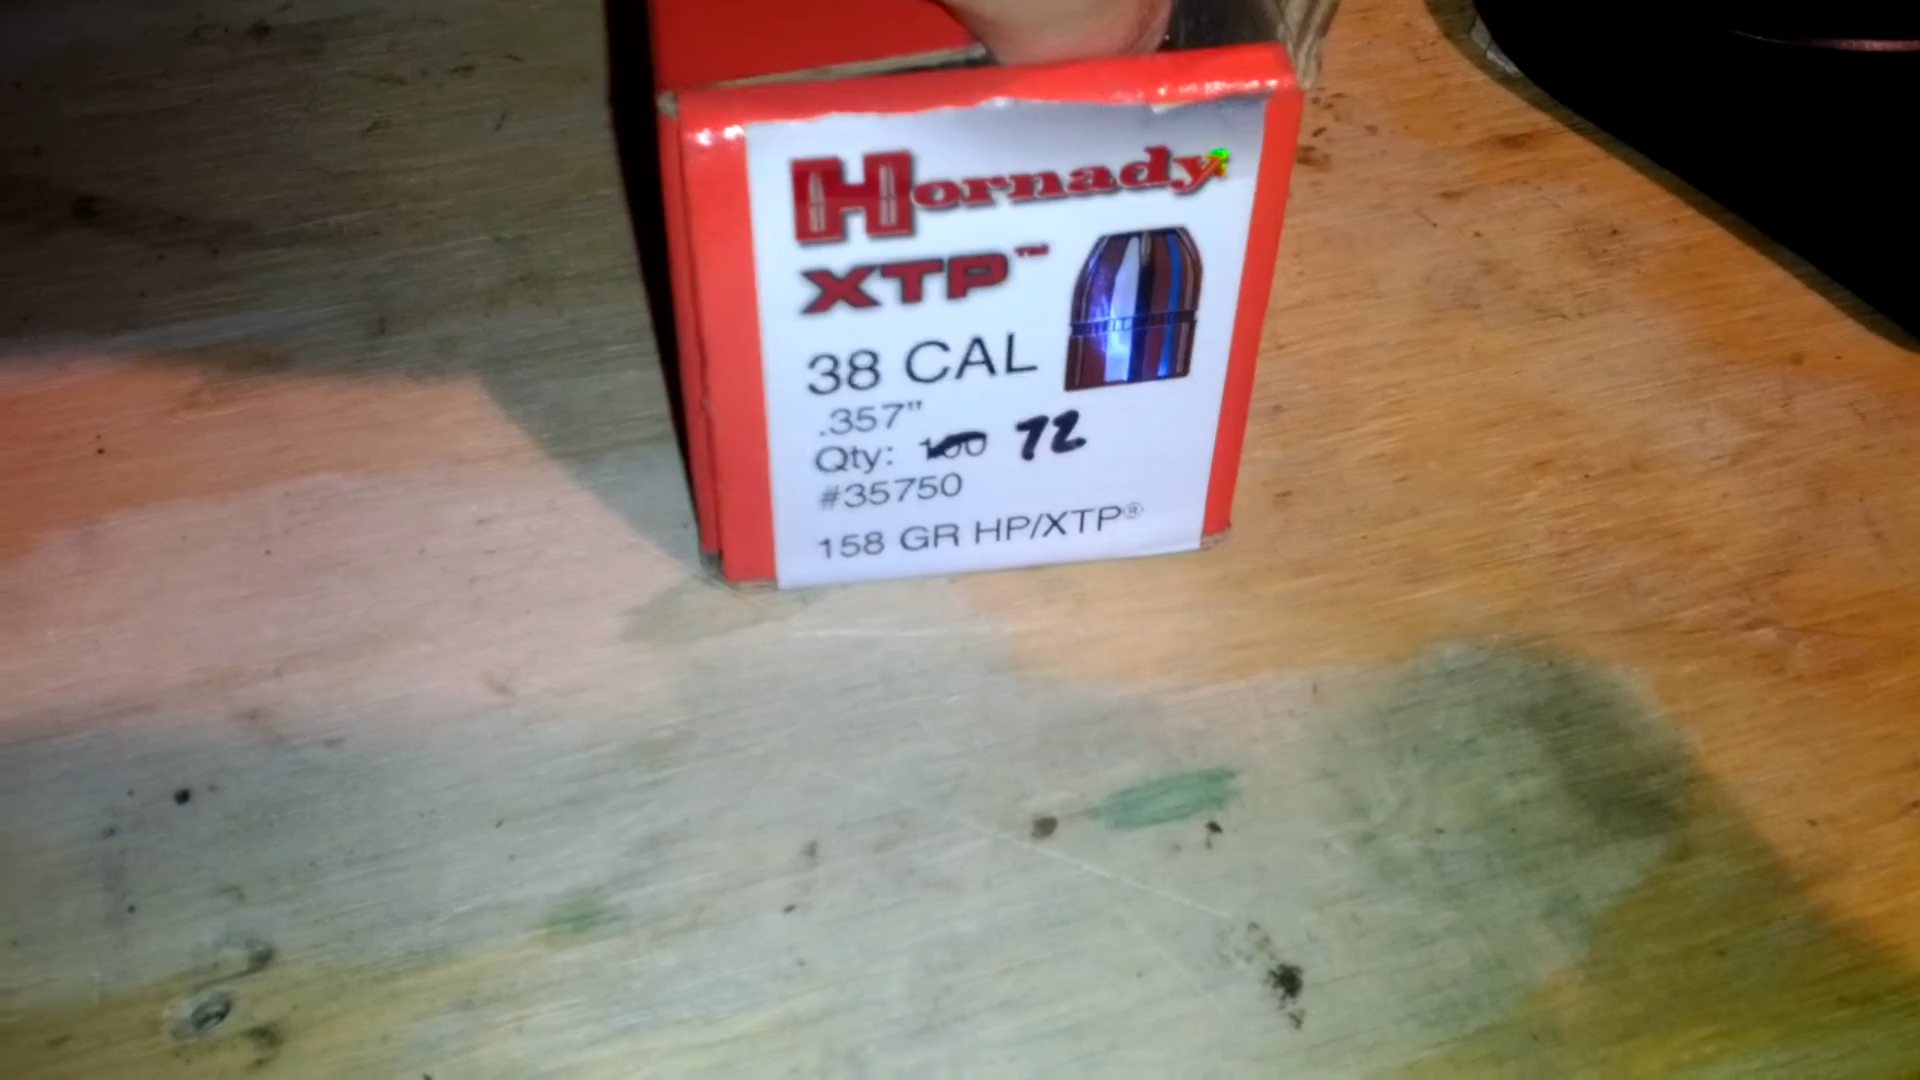 Hornady
XTP™
38 CAL
.357"
Qty: 100 72
#35750
158 GR HP/XTP®